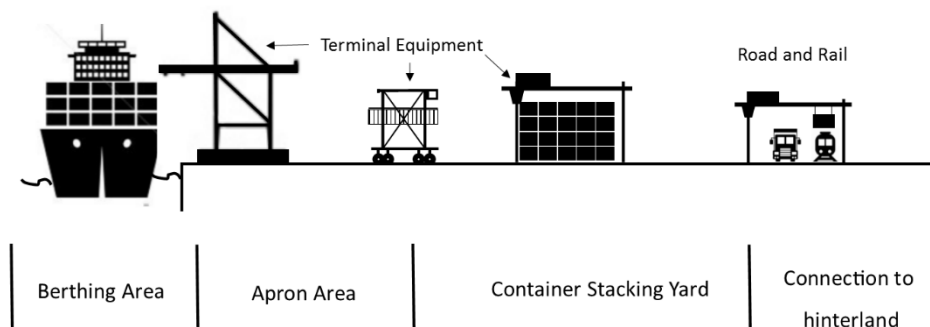 Terminal Equipment
Road and Rail
Berthing Area
Apron Area
Container Stacking Yard
Connection to
hinterland